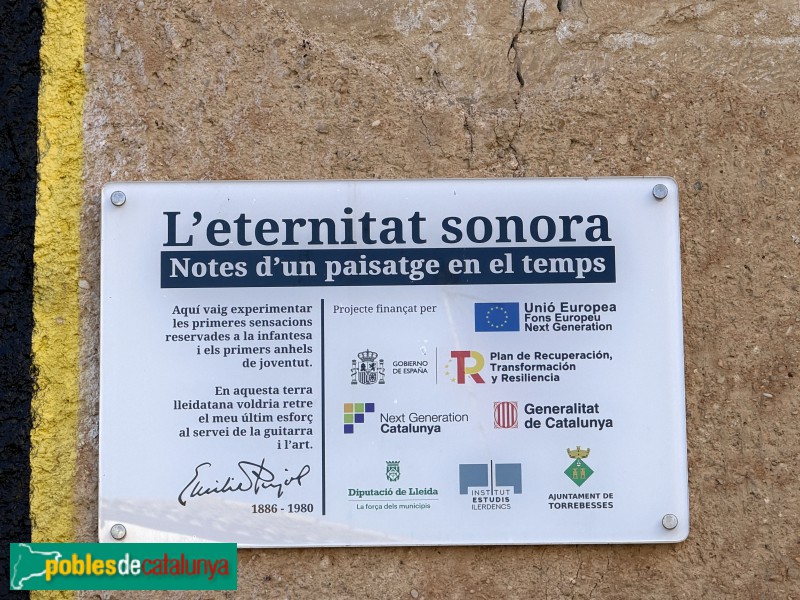 L'eternitat sonora
Notes d'un paisatge en el temps
Aquí vaig experimentar
les primeres sensacions
reservades a la infantesa
i els primers anhels
de joventut.
En aquesta terra
lleidatana voldria retre
el meu últim esforç
al servei de la guitarra
i l'art.
Emilio Pujol
1886 - 1980
Projecte finançat per
Unió Europea
Fons Europeu
Next Generation
GOBIERNO
DE ESPAÑA
TR
Plan de Recuperación,
Transformación
y Resiliencia
Next Generation
Catalunya
Generalitat
de Catalunya
Diputació de Lleida
La força dels municipis
INSTITUT
ESTUDIS
ILERDENCS
AJUNTAMENT DE
TORREBESSES
poblesdecatalunya